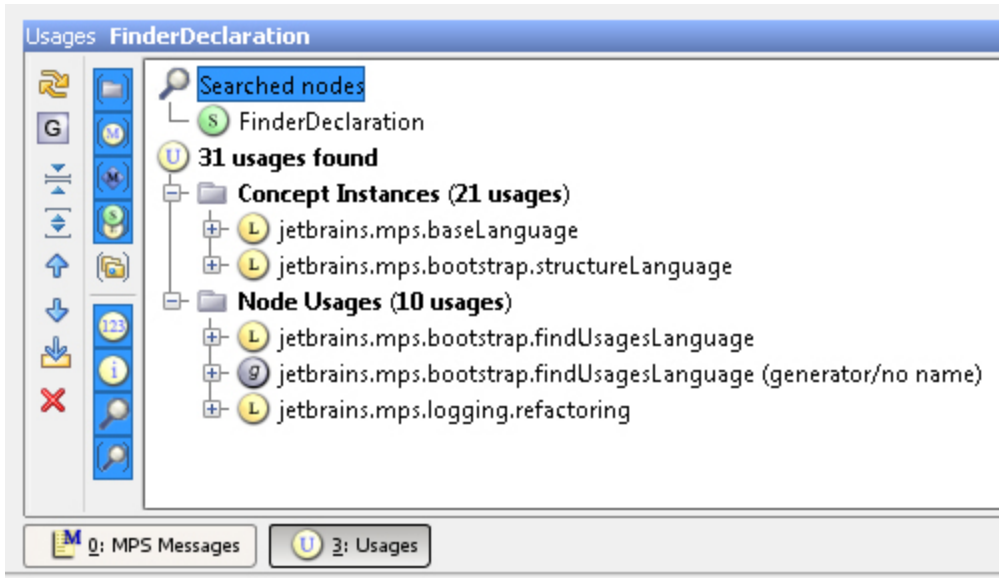 Usages FinderDeclaration
Searched nodes
G
S FinderDeclaration
M
U 31 usages found
M
Concept Instances (21 usages)
S
L jetbrains.mps.baseLanguage
L jetbrains.mps.bootstrap.structureLanguage
Node Usages (10 usages)
123
L jetbrains.mps.bootstrap.findUsagesLanguage
i
g jetbrains.mps.bootstrap.findUsagesLanguage (generator/no name)
L jetbrains.mps.logging.refactoring
M 0: MPS Messages
U 3: Usages